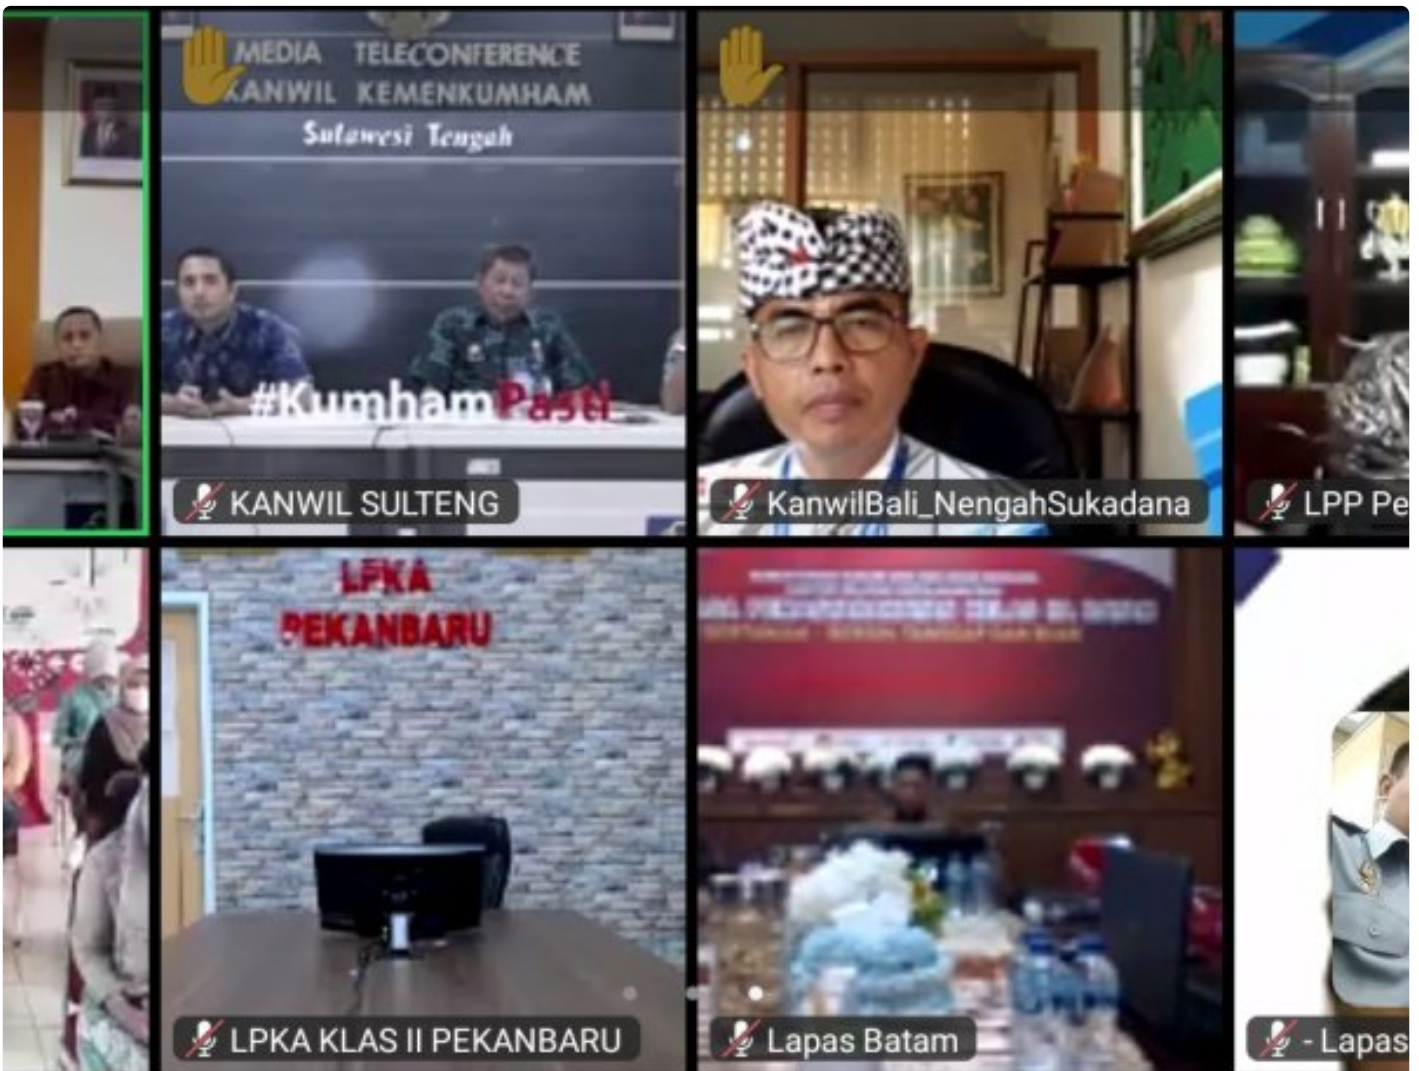 MEDIA TELECONFERENCE
KANWIL KEMENKUMHAM
Sulawesi Tengah
#KumhamPasti
KANWIL SULTENG
KanwilBali_NengahSukadana
LPP Pe
LPKA
PEKANBARU
LPKA KLAS II PEKANBARU
Lapas Batam
- Lapas